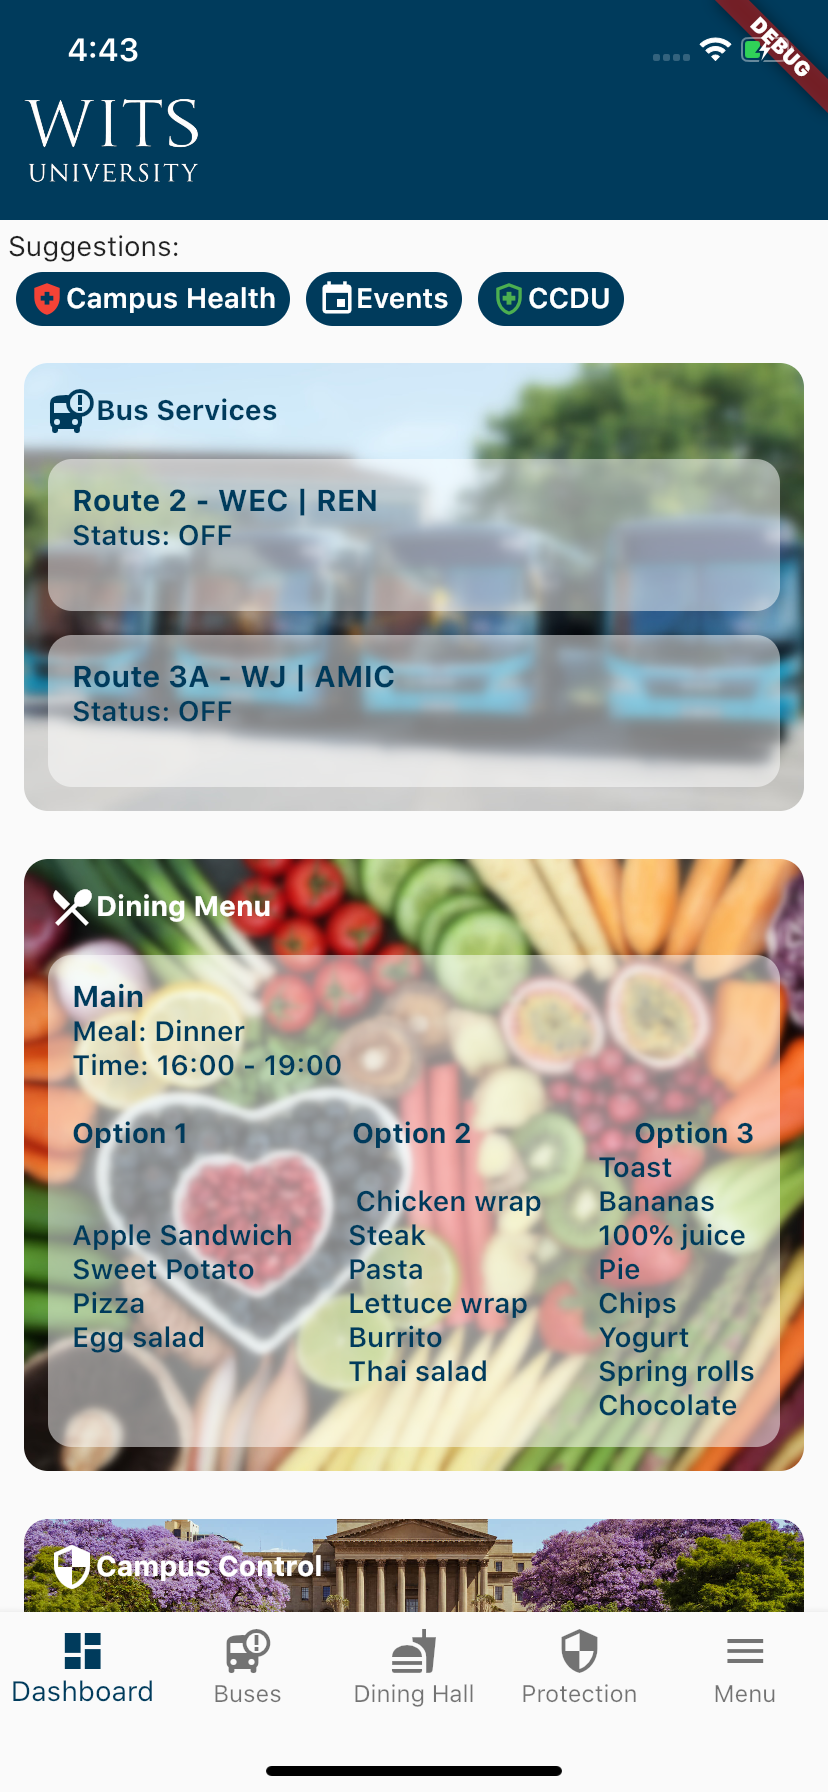 4:43
DEBUG
WITS
UNIVERSITY
Suggestions:
Campus Health
Events
CCDU
Bus Services
Route 2 - WEC | REN
Status: OFF
Route 3A - WJ | AMIC
Status: OFF
Dining Menu
Main
Meal: Dinner
Time: 16:00 - 19:00
Option 1
Apple Sandwich
Sweet Potato
Pizza
Egg salad
Option 2
Chicken wrap
Steak
Pasta
Lettuce wrap
Burrito
Thai salad
Option 3
Toast
Bananas
100% juice
Pie
Chips
Yogurt
Spring rolls
Chocolate
Campus Control
Dashboard
Buses
Dining Hall
Protection
Menu